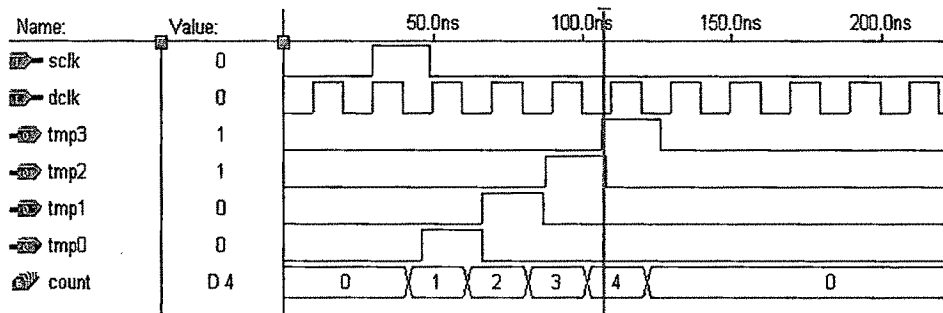 Name: Value: 50.0ns 100.0ns 150.0ns 200.0ns
sclk 0
dclk 0
tmp3 1
tmp2 1
tmp1 0
tmp0 0
count D 4 0 1 2 3 4 0